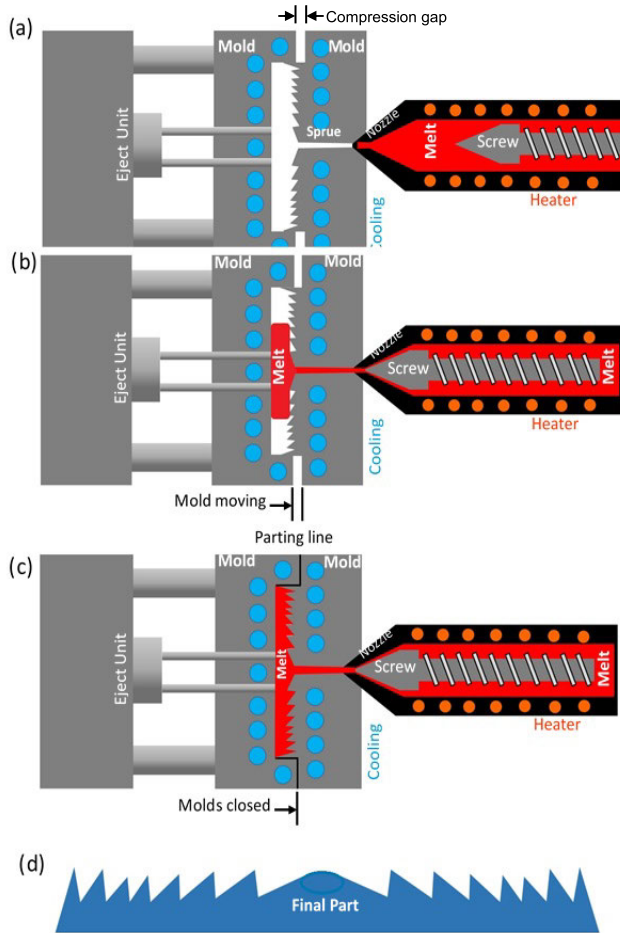 Compression gap
(a)
Mold
Mold
Eject Unit
Sprue
Nozzle
Melt
Screw
Cooling
Heater
(b)
Mold
Mold
Eject Unit
Melt
Nozzle
Screw
Melt
Cooling
Heater
Mold moving
Parting line
(c)
Mold
Mold
Eject Unit
Melt
Nozzle
Screw
Melt
Cooling
Heater
Molds closed
(d)
Final Part